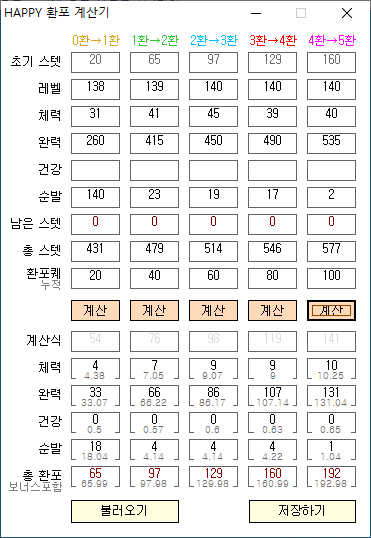 HAPPY 환포 계산기
0환→1환 1환→2환 2환→3환 3환→4환 4환→5환
초기 스텟 20 65 97 129 160
레벨 138 139 140 140 140
체력 31 41 45 39 40
완력 260 415 450 490 535
건강
순발 140 23 19 17 2
남은 스텟 0 0 0 0 0
총 스텟 431 479 514 546 577
환포퀘 20 40 60 80 100
누적
계산 계산 계산 계산 계산
계산식 54 76 98 119 141
체력 4 7 9 9 10
4.38 7.05 9.07 9 10.25
완력 33 66 86 107 131
33.07 66.22 86.17 107.14 131.04
건강 0 0 0 0 0
0.5 0.57 0.6 0.63 0.65
순발 18 4 4 4 1
18.04 4.14 4.14 4.22 1.04
총 환포 65 97 129 160 192
보너스포함 65.99 97.98 129.98 160.99 192.98
불러오기 저장하기